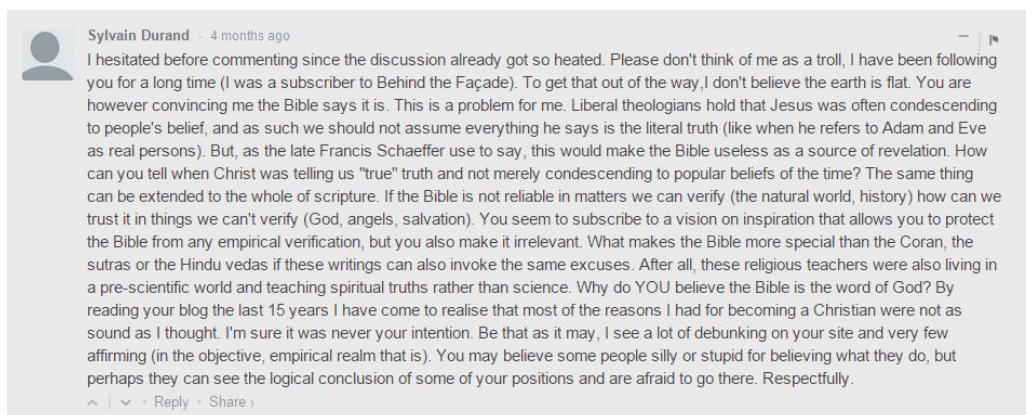 Sylvain Durand · 4 months ago
I hesitated before commenting since the discussion already got so heated. Please don't think of me as a troll, I have been following
you for a long time (I was a subscriber to Behind the Façade). To get that out of the way,I don't believe the earth is flat. You are
however convincing me the Bible says it is. This is a problem for me. Liberal theologians hold that Jesus was often condescending
to people's belief, and as such we should not assume everything he says is the literal truth (like when he refers to Adam and Eve
as real persons). But, as the late Francis Schaeffer use to say, this would make the Bible useless as a source of revelation. How
can you tell when Christ was telling us "true" truth and not merely condescending to popular beliefs of the time? The same thing
can be extended to the whole of scripture. If the Bible is not reliable in matters we can verify (the natural world, history) how can we
trust it in things we can't verify (God, angels, salvation). You seem to subscribe to a vision on inspiration that allows you to protect
the Bible from any empirical verification, but you also make it irrelevant. What makes the Bible more special than the Coran, the
sutras or the Hindu vedas if these writings can also invoke the same excuses. After all, these religious teachers were also living in
a pre-scientific world and teaching spiritual truths rather than science. Why do YOU believe the Bible is the word of God? By
reading your blog the last 15 years I have come to realise that most of the reasons I had for becoming a Christian were not as
sound as I thought. I'm sure it was never your intention. Be that as it may, I see a lot of debunking on your site and very few
affirming (in the objective, empirical realm that is). You may believe some people silly or stupid for believing what they do, but
perhaps they can see the logical conclusion of some of your positions and are afraid to go there. Respectfully.
Reply · Share ›